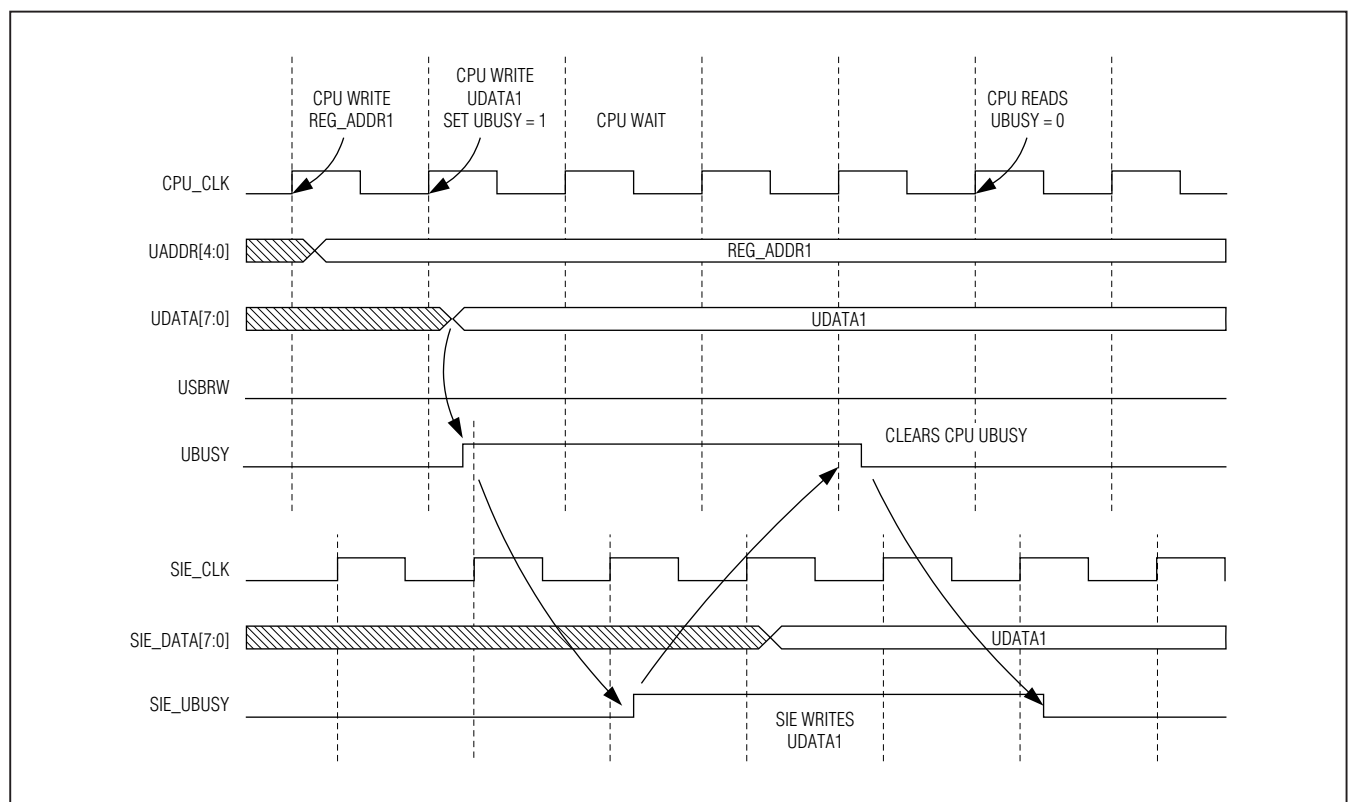 CPU WRITE
REG_ADDR1
CPU WRITE
UDATA1
SET UBUSY = 1
CPU WAIT
CPU READS
UBUSY = 0
CPU_CLK
UADDR[4:0]
REG_ADDR1
UDATA[7:0]
UDATA1
USBRW
UBUSY
CLEARS CPU UBUSY
SIE_CLK
SIE_DATA[7:0]
UDATA1
SIE_UBUSY
SIE WRITES
UDATA1